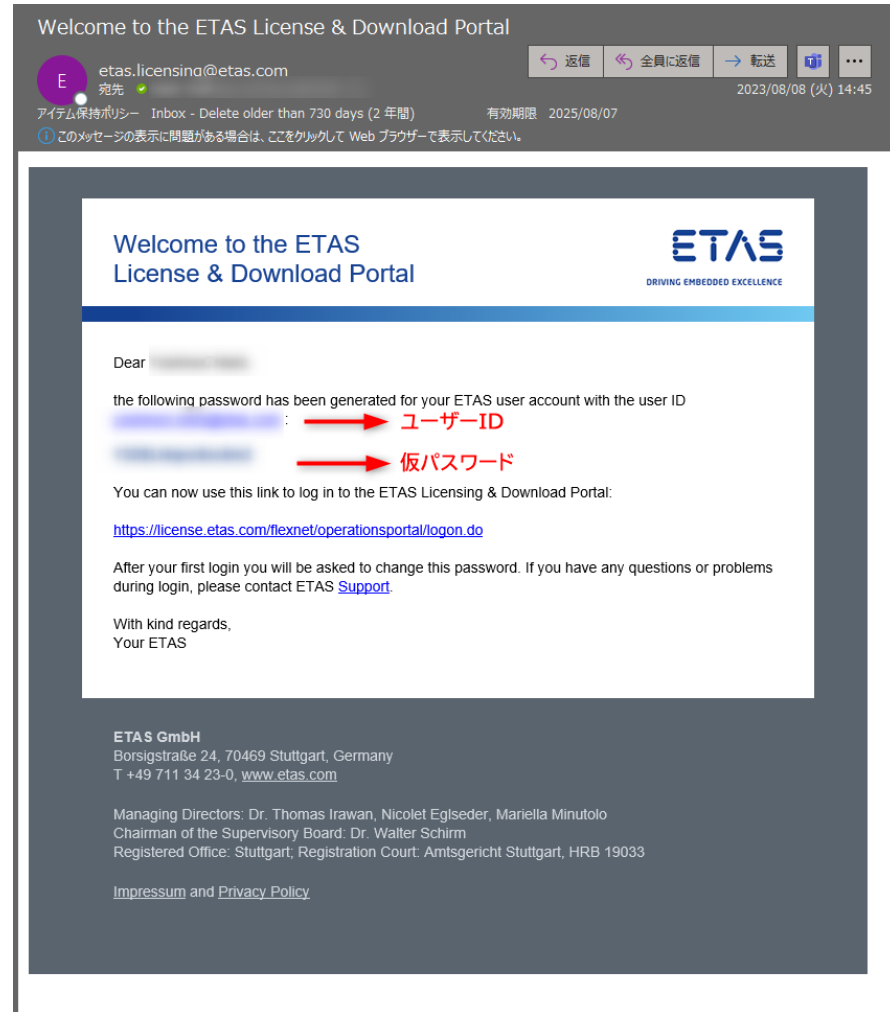 Welcome to the ETAS License & Download Portal
返信
全員に返信
転送
E
etas.licensing@etas.com
宛先
2023/08/08 (火) 14:45
アイテム保持ポリシー Inbox - Delete older than 730 days (2 年間) 有効期限 2025/08/07
このメッセージの表示に問題がある場合は、ここをクリックして Web ブラウザーで表示してください。
Welcome to the ETAS
License & Download Portal
ETAS
DRIVING EMBEDDED EXCELLENCE
Dear
the following password has been generated for your ETAS user account with the user ID
:
ユーザーID
仮パスワード
You can now use this link to log in to the ETAS Licensing & Download Portal:
https://license.etas.com/flexnet/operationsportal/logon.do
After your first login you will be asked to change this password. If you have any questions or problems
during login, please contact ETAS Support.
With kind regards,
Your ETAS
ETAS GmbH
Borsigstraße 24, 70469 Stuttgart, Germany
T +49 711 34 23-0, www.etas.com
Managing Directors: Dr. Thomas Irawan, Nicolet Eglseder, Mariella Minutolo
Chairman of the Supervisory Board: Dr. Walter Schirm
Registered Office: Stuttgart; Registration Court: Amtsgericht Stuttgart, HRB 19033
Impressum and Privacy Policy